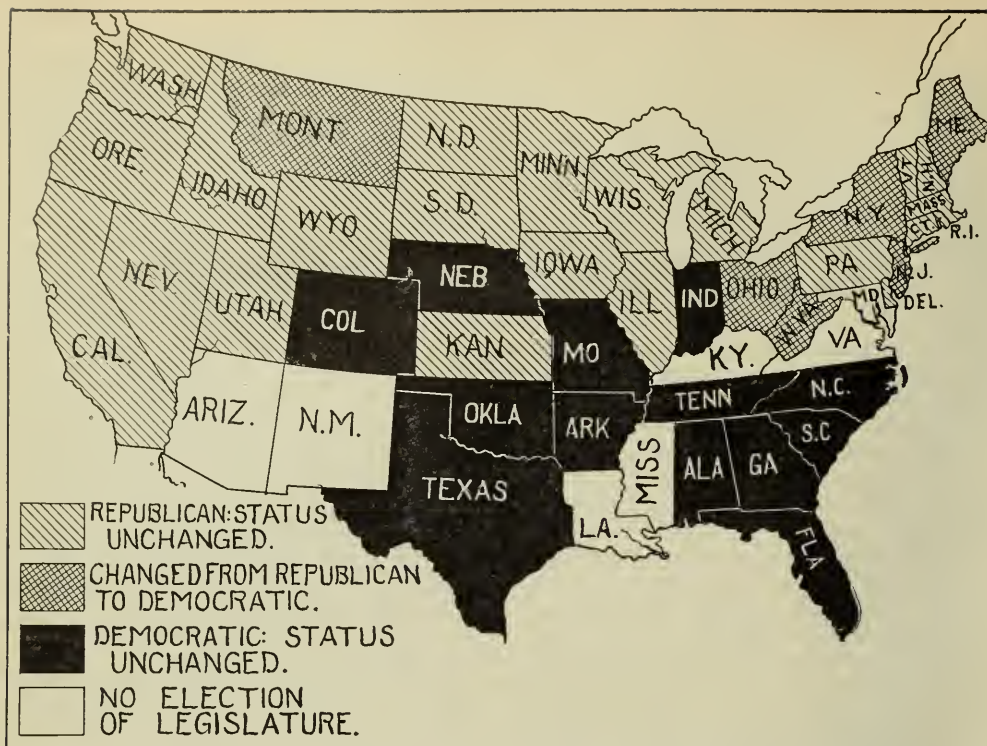 WASH
MONT
N.D.
MINN.
ORE.
IDAHO
WYO
S.D.
WIS.
MICH
N.Y.
VT
N.H.
ME.
MASS
CT.
R.I.
NEV
UTAH
NEB
IOWA
ILL
IND
OHIO
PA
N.J.
MD.
DEL.
CAL.
COL
KAN
MO
KY.
W.VA
VA
ARIZ.
N.M.
OKLA
ARK
TENN
N.C.
S.C
TEXAS
LA.
MISS
ALA
GA
FLA
REPUBLICAN: STATUS
UNCHANGED.
CHANGED FROM REPUBLICAN
TO DEMOCRATIC.
DEMOCRATIC: STATUS
UNCHANGED.
NO ELECTION
OF LEGISLATURE.